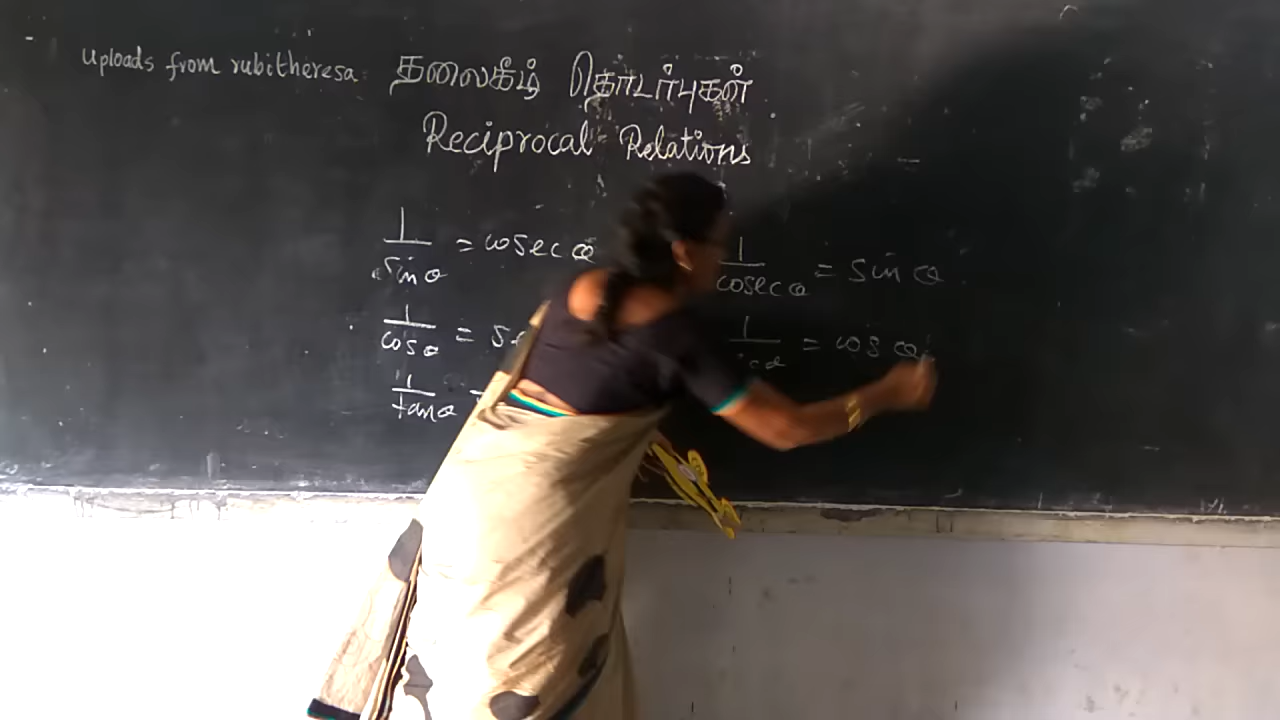 uploads from rubitheresa தலைகீழ் தொடர்புகள்
Reciprocal Relations
1/sin θ = cosec θ
1/cosec θ = sin θ
1/cos θ =
1/ = cos θ
1/tan θ